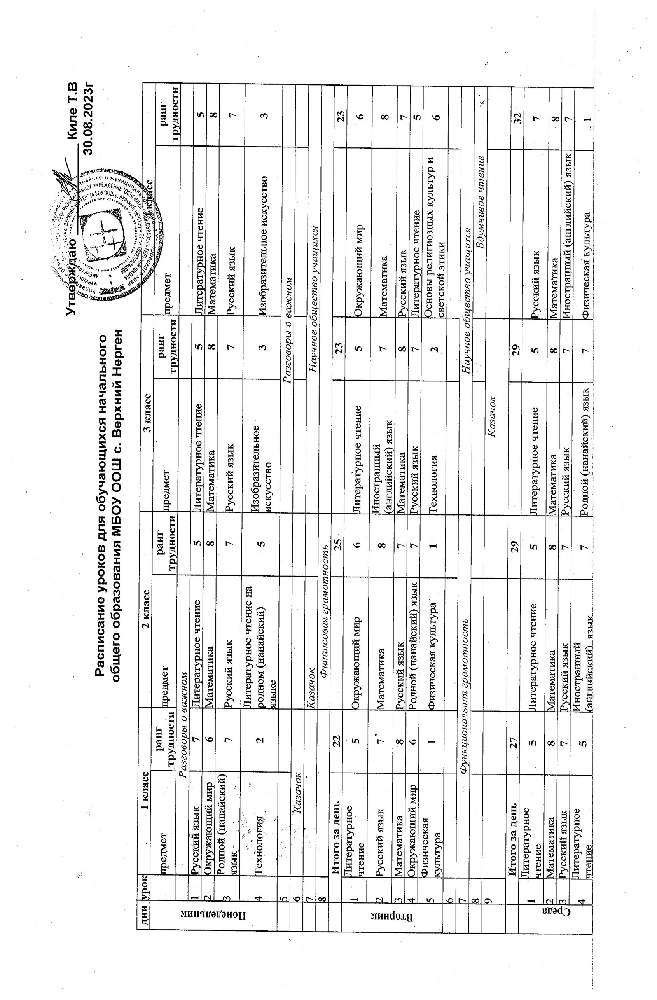 Утверждаю Киле Т.В
30.08.2023г
Расписание уроков для обучающихся начального
общего образования МБОУ ООШ с. Верхний Нерген
дни урок 1 класс 2 класс 3 класс 4 класс
предмет ранг трудности предмет ранг трудности предмет ранг трудности предмет ранг трудности
Понедельник
Разговоры о важном
1 Русский язык 7 Литературное чтение 5 Литературное чтение 5 Литературное чтение 5
2 Окружающий мир 6 Математика 8 Математика 8 Математика 8
3 Родной (нанайский) язык 7 Русский язык 7 Русский язык 7 Русский язык 7
4 Технология 2 Литературное чтение на родном (нанайский) языке 5 Изобразительное искусство 3 Изобразительное искусство 3
5 Разговоры о важном
6 Казачок
7 Казачок Научное общество учащихся
8 Финансовая грамотность
Итого за день 22 25 23 23
Вторник
1 Литературное чтение 5 Окружающий мир 6 Литературное чтение 5 Окружающий мир 6
2 Русский язык 7 Математика 8 Иностранный (английский) язык 7 Математика 8
3 Математика 8 Русский язык 7 Математика 8 Русский язык 7
4 Окружающий мир 6 Родной (нанайский) язык 7 Русский язык 7 Литературное чтение 5
5 Физическая культура 1 Физическая культура 1 Технология 2 Основы религиозных культур и светской этики 6
6
7 Функциональная грамотность Научное общество учащихся
8 Вдумчивое чтение
9 Казачок
Итого за день 27 29 29 32
Среда
1 Литературное чтение 5 Литературное чтение 5 Литературное чтение 5 Русский язык 7
2 Математика 8 Математика 8 Математика 8 Математика 8
3 Русский язык 7 Русский язык 7 Русский язык 7 Иностранный (английский) язык 7
4 Литературное чтение 5 Иностранный (английский) язык 7 Родной (нанайский) язык 7 Физическая культура 1